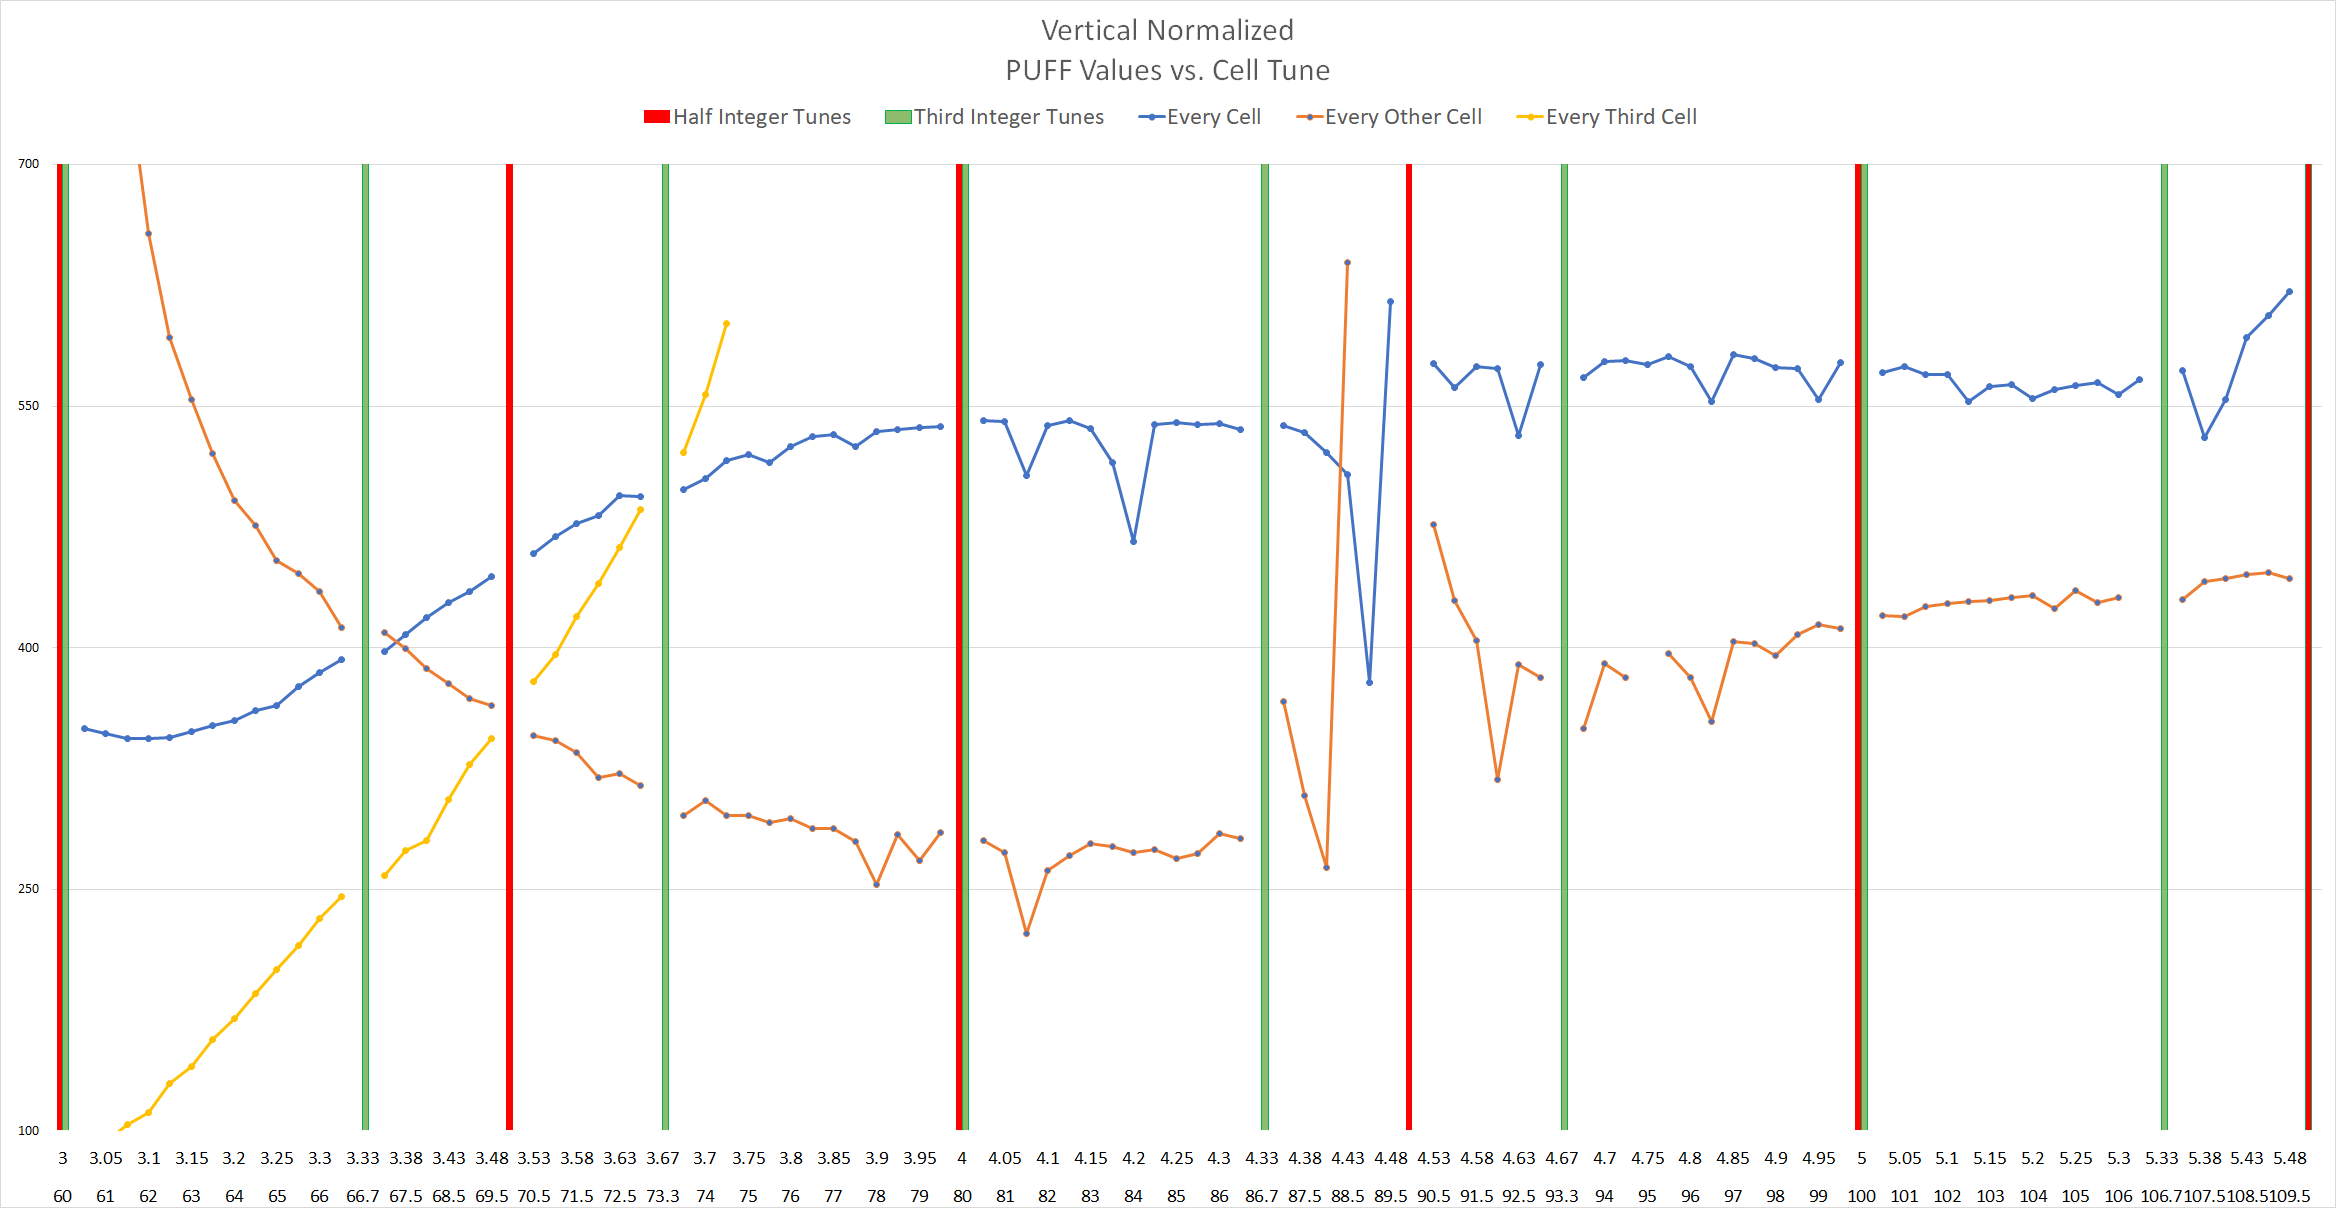 Vertical Normalized
PUFF Values vs. Cell Tune
Half Integer Tunes Third Integer Tunes Every Cell Every Other Cell Every Third Cell
700
550
400
250
100
3 3.05 3.1 3.15 3.2 3.25 3.3 3.33 3.38 3.43 3.48 3.53 3.58 3.63 3.67 3.7 3.75 3.8 3.85 3.9 3.95 4 4.05 4.1 4.15 4.2 4.25 4.3 4.33 4.38 4.43 4.48 4.53 4.58 4.63 4.67 4.7 4.75 4.8 4.85 4.9 4.95 5 5.05 5.1 5.15 5.2 5.25 5.3 5.33 5.38 5.43 5.48
60 61 62 63 64 65 66 66.7 67.5 68.5 69.5 70.5 71.5 72.5 73.3 74 75 76 77 78 79 80 81 82 83 84 85 86 86.7 87.5 88.5 89.5 90.5 91.5 92.5 93.3 94 95 96 97 98 99 100 101 102 103 104 105 106 106.7 107.5 108.5 109.5